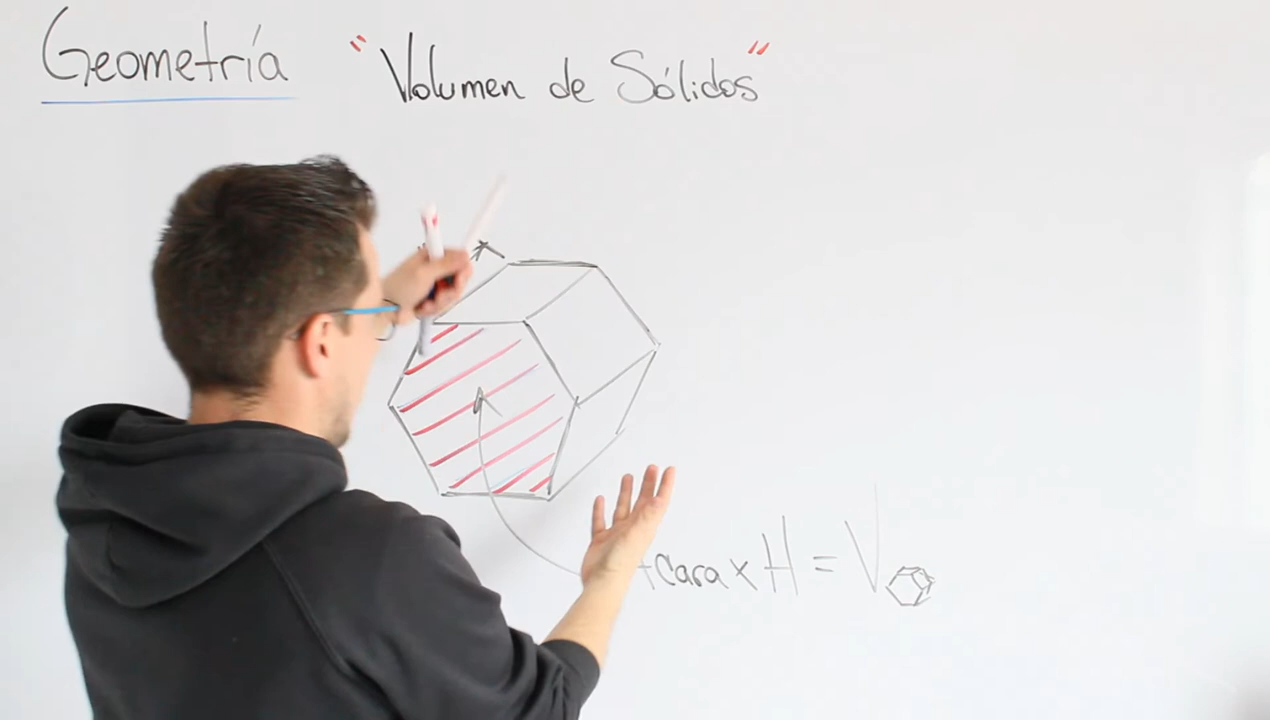 Geometría "Volumen de Sólidos"
cara x H = V